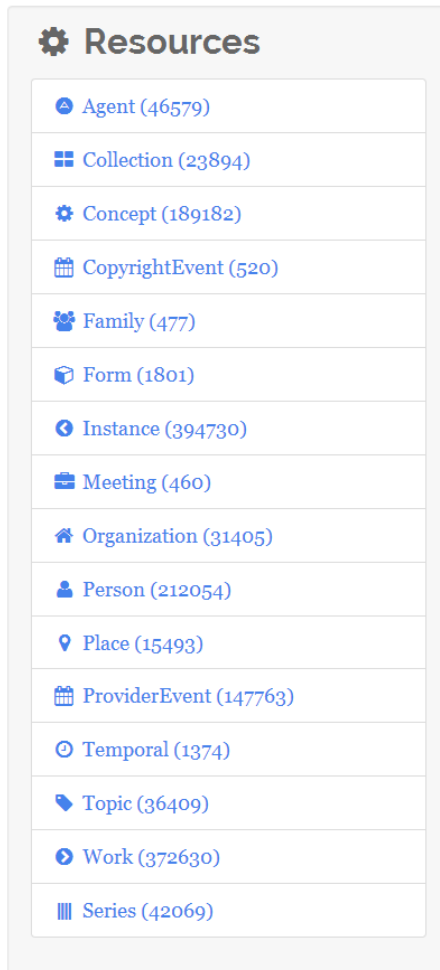 Resources
Agent (46579)
Collection (23894)
Concept (189182)
CopyrightEvent (520)
Family (477)
Form (1801)
Instance (394730)
Meeting (460)
Organization (31405)
Person (212054)
Place (15493)
ProviderEvent (147763)
Temporal (1374)
Topic (36409)
Work (372630)
Series (42069)